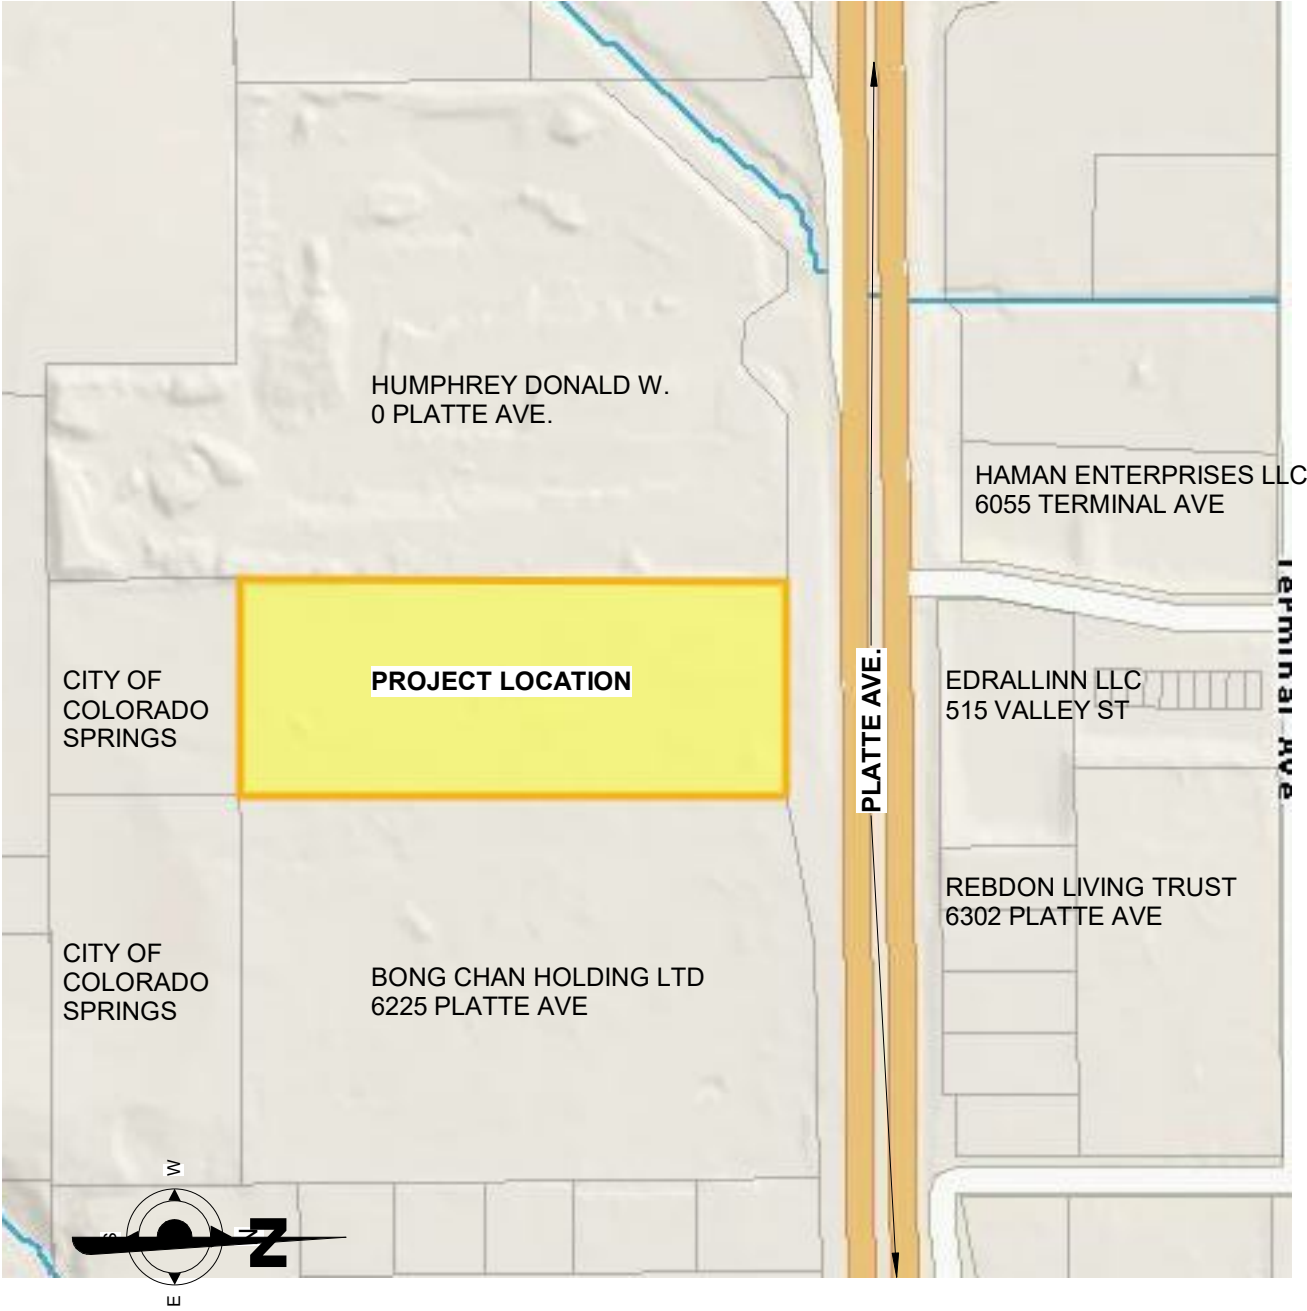 HUMPHREY DONALD W.
0 PLATTE AVE.
HAMAN ENTERPRISES LLC
6055 TERMINAL AVE
Terminal Ave
CITY OF
COLORADO
SPRINGS
PROJECT LOCATION
PLATTE AVE.
EDRALLINN LLC
515 VALLEY ST
REBDON LIVING TRUST
6302 PLATTE AVE
CITY OF
COLORADO
SPRINGS
BONG CHAN HOLDING LTD
6225 PLATTE AVE
W
S
N
N
E